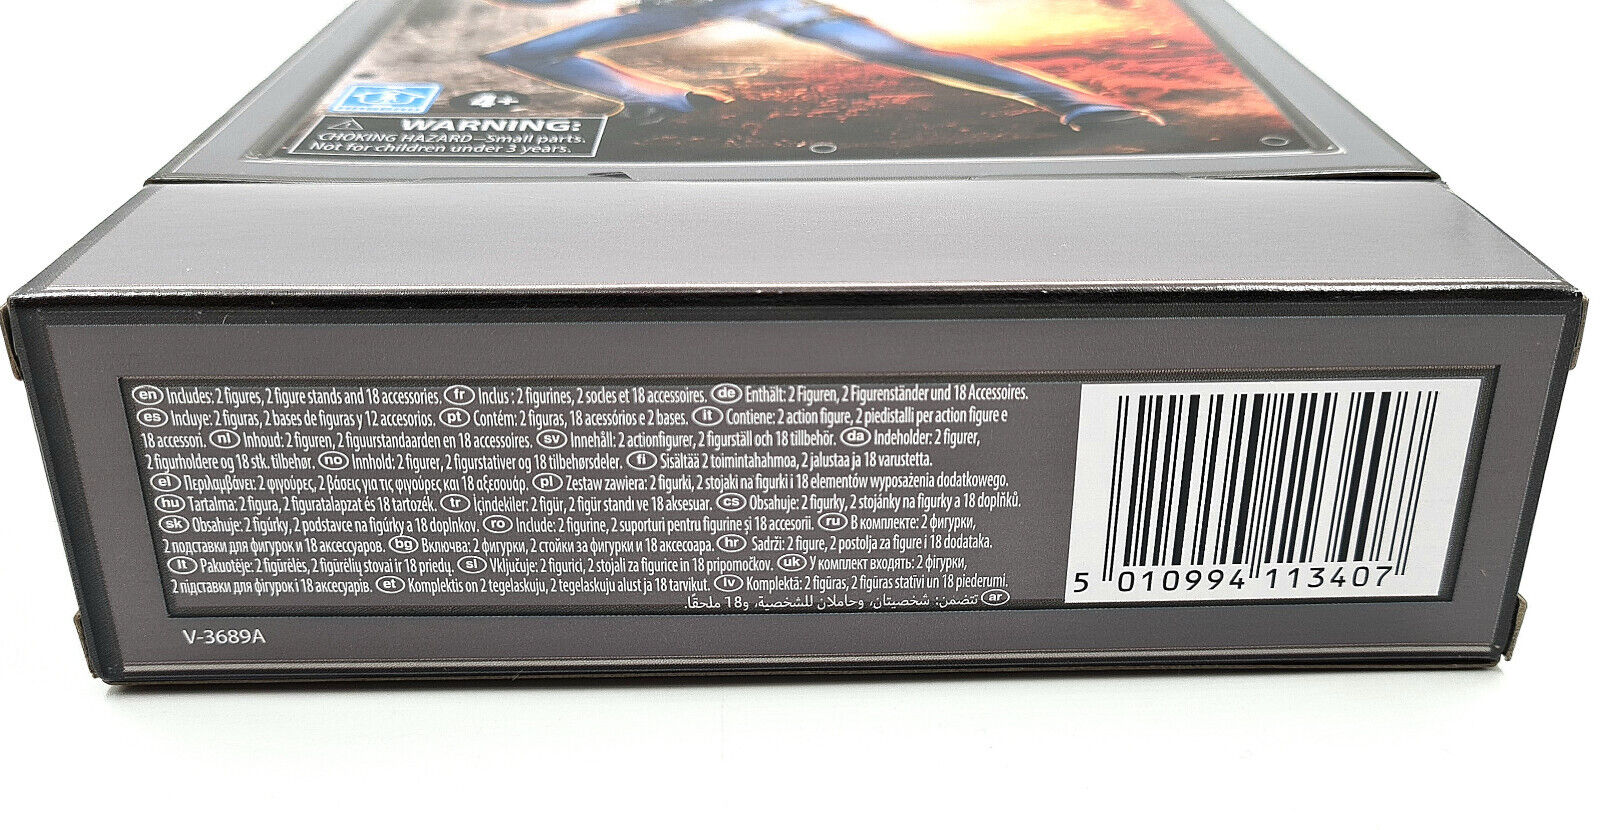 4+
⚠ WARNING:
CHOKING HAZARD—Small parts.
Not for children under 3 years.
en Includes: 2 figures, 2 figure stands and 18 accessories. fr Inclus : 2 figurines, 2 socles et 18 accessoires. de Enthält: 2 Figuren, 2 Figurenständer und 18 Accessoires.
es Incluye: 2 figuras, 2 bases de figuras y 12 accesorios. pt Contém: 2 figuras, 18 acessórios e 2 bases. it Contiene: 2 action figure, 2 piedistalli per action figure e
18 accessori. nl Inhoud: 2 figuren, 2 figuurstandaarden en 18 accessoires. sv Innehåll: 2 actionfigurer, 2 figurställ och 18 tillbehör. da Indeholder: 2 figurer,
2 figurholdere og 18 stk. tilbehør. no Innhold: 2 figurer, 2 figurstativer og 18 tilbehørsdeler. fi Sisältää 2 toimintahahmoa, 2 jalustaa ja 18 varustetta.
el Περιλαμβάνει: 2 φιγούρες, 2 βάσεις για τις φιγούρες και 18 αξεσουάρ. pl Zestaw zawiera: 2 figurki, 2 stojaki na figurki i 18 elementów wyposażenia dodatkowego.
hu Tartalma: 2 figura, 2 figuratalapzat és 18 tartozék. tr İçindekiler: 2 figür, 2 figür standı ve 18 aksesuar. cs Obsahuje: 2 figurky, 2 stojánky na figurky a 18 doplňků.
sk Obsahuje: 2 figúrky, 2 podstavce na figúrky a 18 doplnkov. ro Include: 2 figurine, 2 suporturi pentru figurine și 18 accesorii. ru В комплекте: 2 фигурки,
2 подставки для фигурок и 18 аксессуаров. bg Включва: 2 фигурки, 2 стойки за фигурки и 18 аксесоара. hr Sadrži: 2 figure, 2 postolja za figure i 18 dodataka.
lt Pakuotėje: 2 figūrėlės, 2 figūrėlių stovai ir 18 priedų. sl Vključuje: 2 figurici, 2 stojali za figurice in 18 pripomočkov. uk У комплект входять: 2 фігурки,
2 підставки для фігурок і 18 аксесуарів. et Komplektis on 2 tegelaskuju, 2 tegelaskuju alust ja 18 tarvikut. lv Komplektā: 2 figūras, 2 figūras statīvi un 18 piederumi.
ar تتضمن: شخصيتان، وحاملان للشخصية، و18 ملحقًا.
5 010994 113407
V-3689A